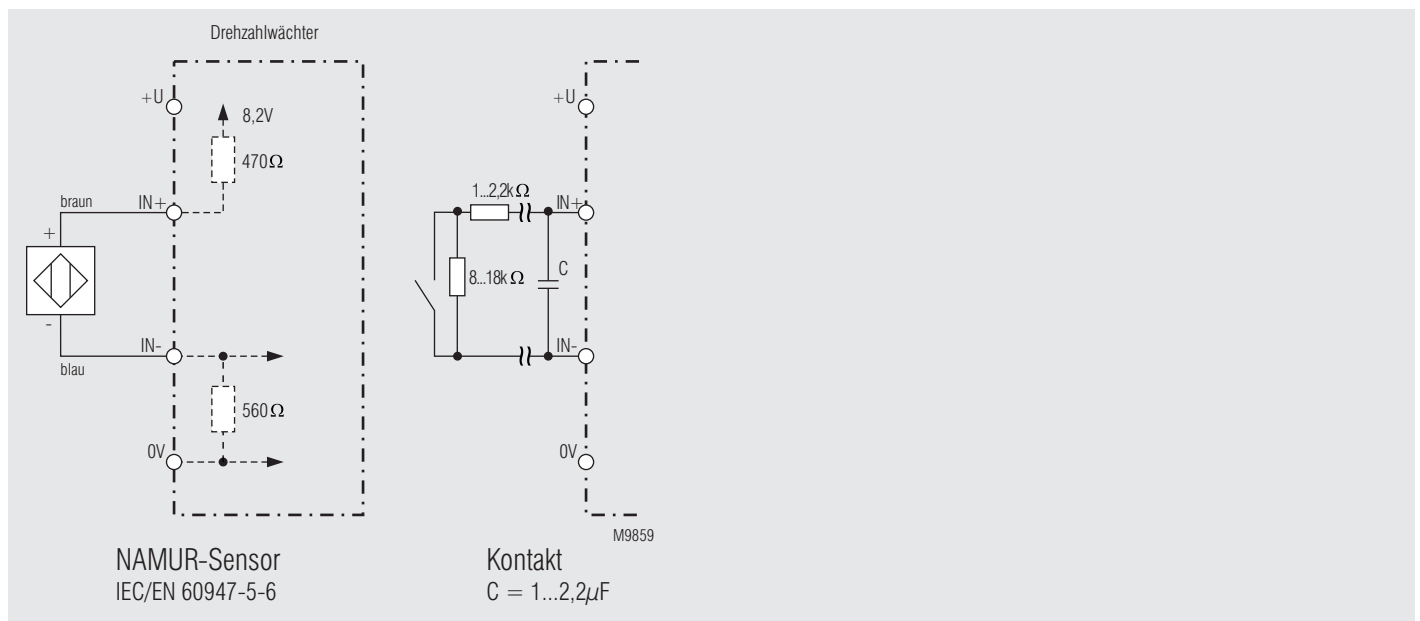 Drehzahlwächter
+U
8,2V
470Ω
braun
IN+
+
-
IN-
blau
560Ω
0V
NAMUR-Sensor
IEC/EN 60947-5-6
+U
1...2,2kΩ
IN+
8...18kΩ
C
IN-
0V
M9859
Kontakt
C = 1...2,2µF